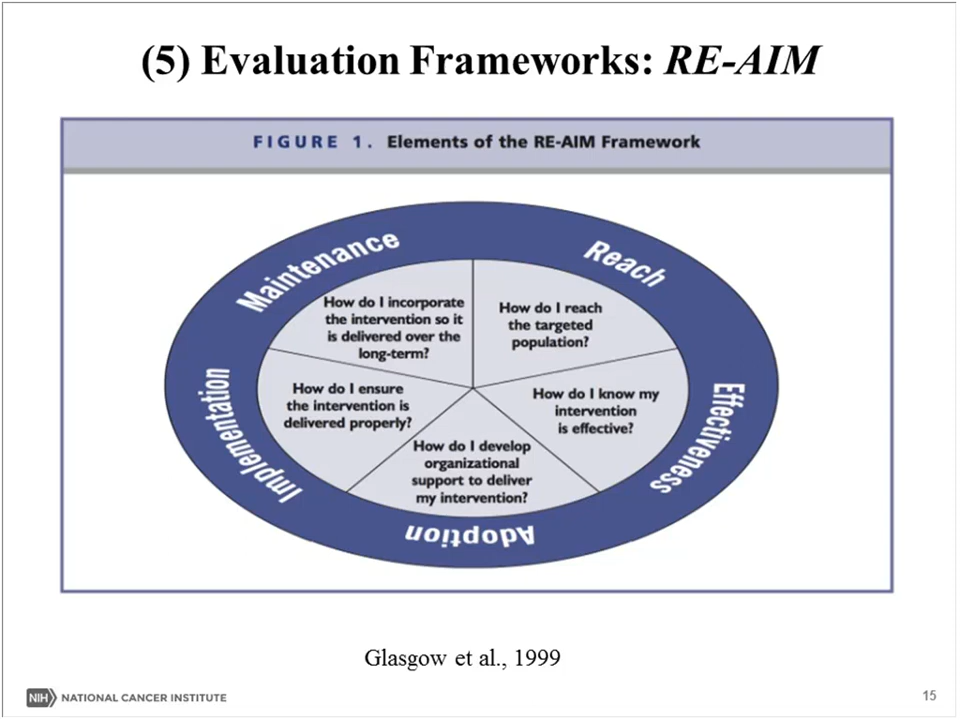 (5) Evaluation Frameworks: RE-AIM
FIGURE 1. Elements of the RE-AIM Framework
Maintenance
Reach
How do I incorporate
the intervention so it
is delivered over the
long-term?
How do I reach
the targeted
population?
Implementation
How do I ensure
the intervention is
delivered properly?
How do I know my
intervention
is effective?
Effectiveness
How do I develop
organizational
support to deliver
my intervention?
Adoption
Glasgow et al., 1999
NIH NATIONAL CANCER INSTITUTE
15